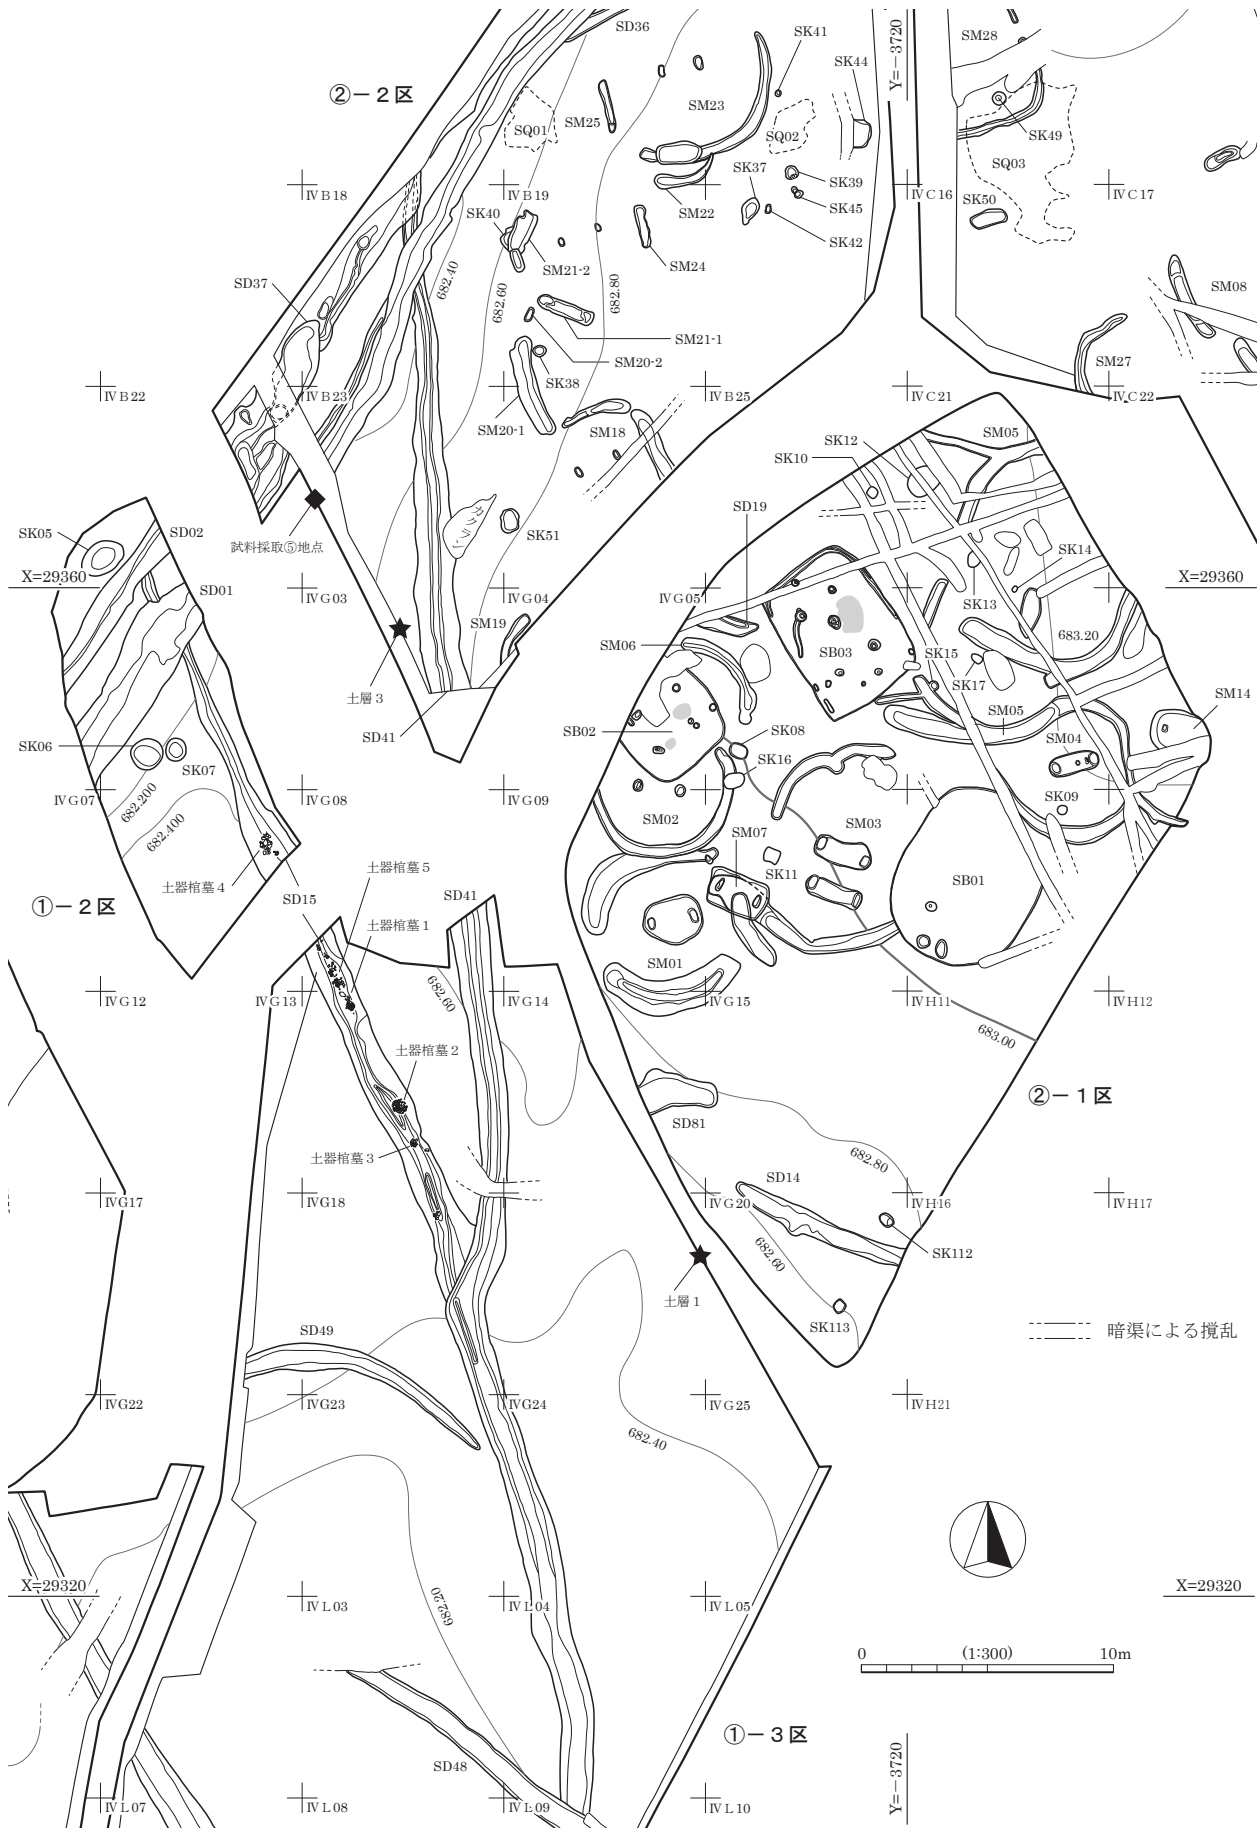 SD36
SK41
Y=−3720
SM28
SK44
②−2区
SM23
SQ01
SM25
SQ02
SK49
SQ03
ⅣB18
ⅣB19
SK37
SK39
ⅣC16
ⅣC17
SM22
SK45
SK50
SK40
SK42
SM21-2
SM24
SD37
682.40
682.60
682.80
SM08
SM21-1
SM20-2
SM27
SK38
ⅣB22
ⅣB23
ⅣB25
ⅣC21
ⅣC22
SM20-1
SM18
SK12
SM05
SK10
SD19
カクラン
SK05
SD02
試料採取⑤地点
SK51
SK14
X=29360
X=29360
SD01
ⅣG03
ⅣG04
ⅣG05
SK13
SM19
683.20
SM06
SB03
SK15
SK17
土層3
SM14
SD41
SB02
SM05
SK06
SK08
SM04
SK07
SK16
ⅣG07
682.200
ⅣG08
ⅣG09
SK09
682.400
SM02
SM03
SM07
SK11
土器棺墓5
SB01
土器棺墓4
①−2区
SD15
SD41
土器棺墓1
SM01
ⅣG12
ⅣG13
682.60
ⅣG14
ⅣG15
ⅣH11
ⅣH12
683.00
土器棺墓2
②−1区
SD81
土器棺墓3
682.80
SD14
ⅣG17
ⅣG18
ⅣG20
ⅣH16
ⅣH17
682.60
SK112
土層1
SK113
SD49
暗渠による撹乱
ⅣG22
ⅣG23
ⅣG24
ⅣG25
ⅣH21
682.40
X=29320
X=29320
682.20
ⅣL03
ⅣL04
ⅣL05
0 (1:300) 10m
①−3区
SD48
Y=−3720
ⅣL07
ⅣL08
ⅣL09
ⅣL10